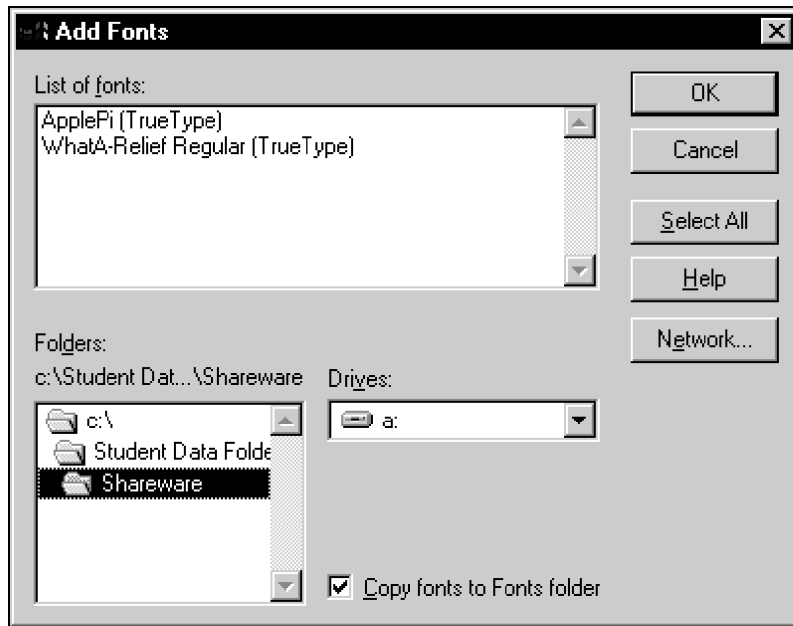 Add Fonts
List of fonts:
ApplePi (TrueType)
WhatA-Relief Regular (TrueType)
OK
Cancel
Select All
Help
Network...
Folders:
c:\Student Dat...\Shareware
Drives:
c:\
Student Data Folde
Shareware
a:
Copy fonts to Fonts folder